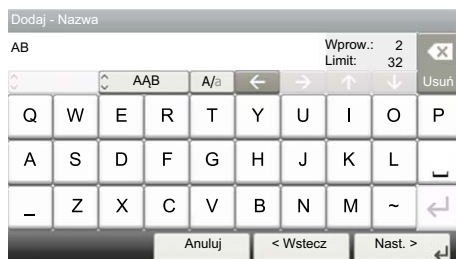 Dodaj - Nazwa
AB
Wprow.: 2
Limit: 32
AĄB A/a ← → ↑ ↓ Usuń
Q W E R T Y U I O P
A S D F G H J K L
_ Z X C V B N M ~
Anuluj < Wstecz Nast. >